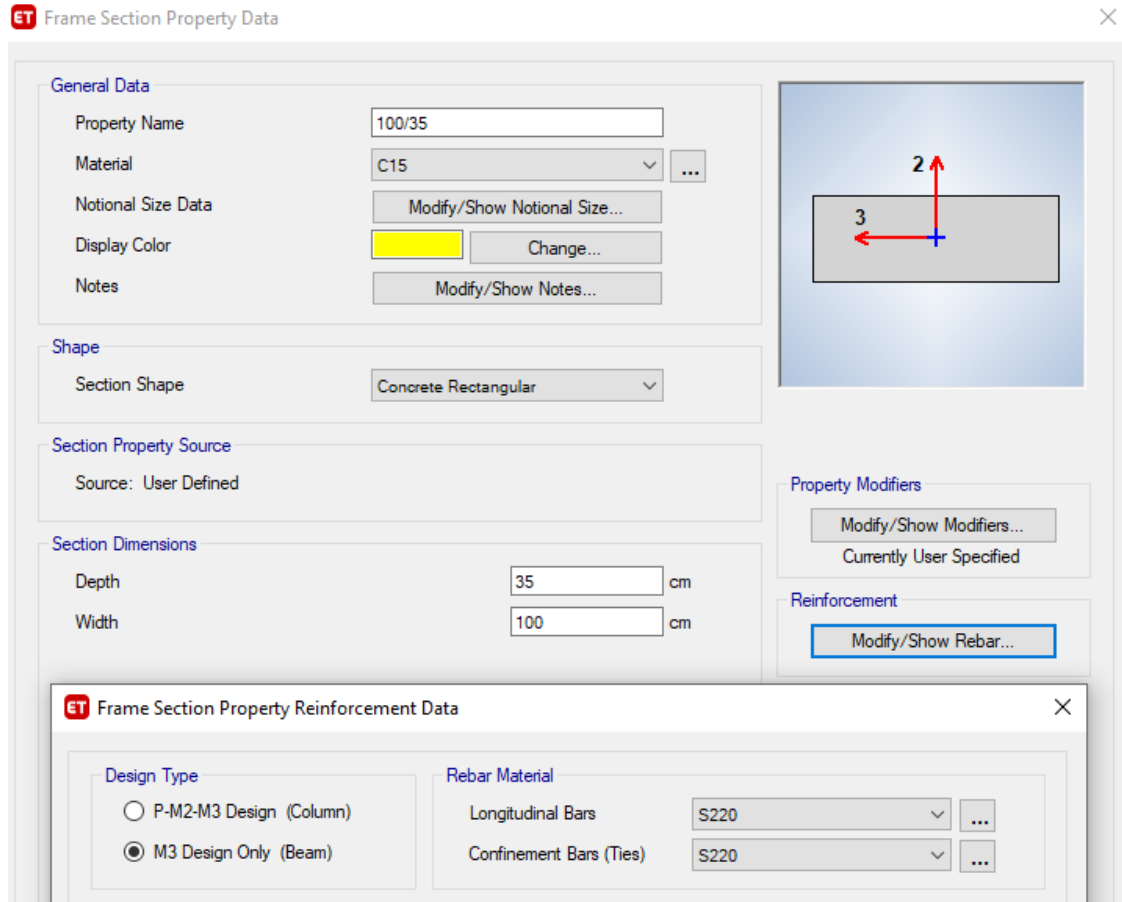 ET Frame Section Property Data
General Data
Property Name 100/35
Material C15 ...
Notional Size Data Modify/Show Notional Size...
Display Color Change...
Notes Modify/Show Notes...
2
3
Shape
Section Shape Concrete Rectangular
Section Property Source
Source: User Defined
Property Modifiers
Modify/Show Modifiers...
Currently User Specified
Section Dimensions
Depth 35 cm
Width 100 cm
Reinforcement
Modify/Show Rebar...
ET Frame Section Property Reinforcement Data
Design Type
P-M2-M3 Design (Column)
M3 Design Only (Beam)
Rebar Material
Longitudinal Bars S220 ...
Confinement Bars (Ties) S220 ...